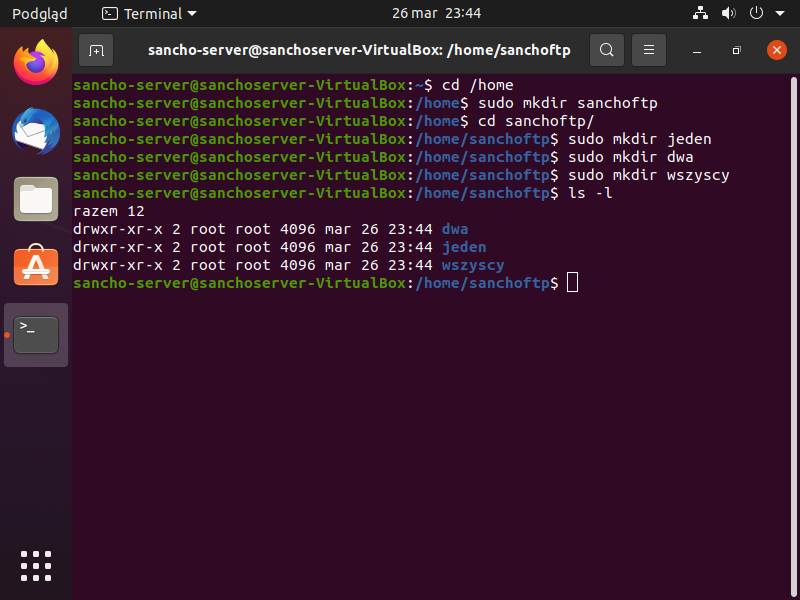 Podgląd Terminal 26 mar 23:44
sancho-server@sanchoserver-VirtualBox: /home/sanchoftp
sancho-server@sanchoserver-VirtualBox:~$ cd /home
sancho-server@sanchoserver-VirtualBox:/home$ sudo mkdir sanchoftp
sancho-server@sanchoserver-VirtualBox:/home$ cd sanchoftp/
sancho-server@sanchoserver-VirtualBox:/home/sanchoftp$ sudo mkdir jeden
sancho-server@sanchoserver-VirtualBox:/home/sanchoftp$ sudo mkdir dwa
sancho-server@sanchoserver-VirtualBox:/home/sanchoftp$ sudo mkdir wszyscy
sancho-server@sanchoserver-VirtualBox:/home/sanchoftp$ ls -l
razem 12
drwxr-xr-x 2 root root 4096 mar 26 23:44 dwa
drwxr-xr-x 2 root root 4096 mar 26 23:44 jeden
drwxr-xr-x 2 root root 4096 mar 26 23:44 wszyscy
sancho-server@sanchoserver-VirtualBox:/home/sanchoftp$